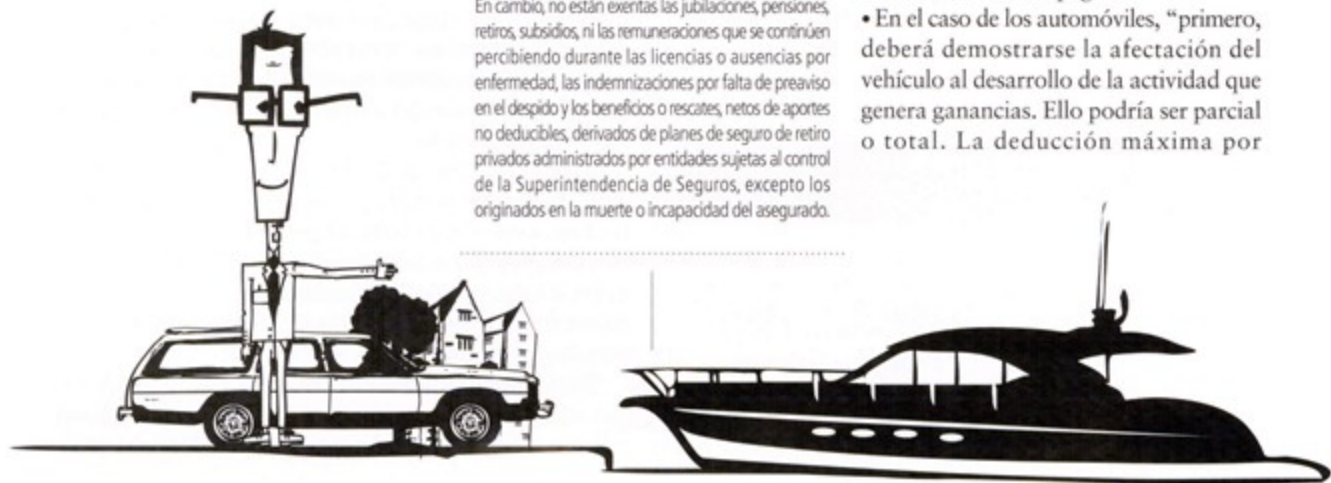 En cambio, no están exentas las jubilaciones, pensiones,
retiros, subsidios, ni las remuneraciones que se continúen
percibiendo durante las licencias o ausencias por
enfermedad, las indemnizaciones por falta de preaviso
en el despido y los beneficios o rescates, netos de aportes
no deducibles, derivados de planes de seguro de retiro
privados administrados por entidades sujetas al control
de la Superintendencia de Seguros, excepto los
originados en la muerte o incapacidad del asegurado.
• En el caso de los automóviles, “primero,
deberá demostrarse la afectación del
vehículo al desarrollo de la actividad que
genera ganancias. Ello podría ser parcial
o total. La deducción máxima por